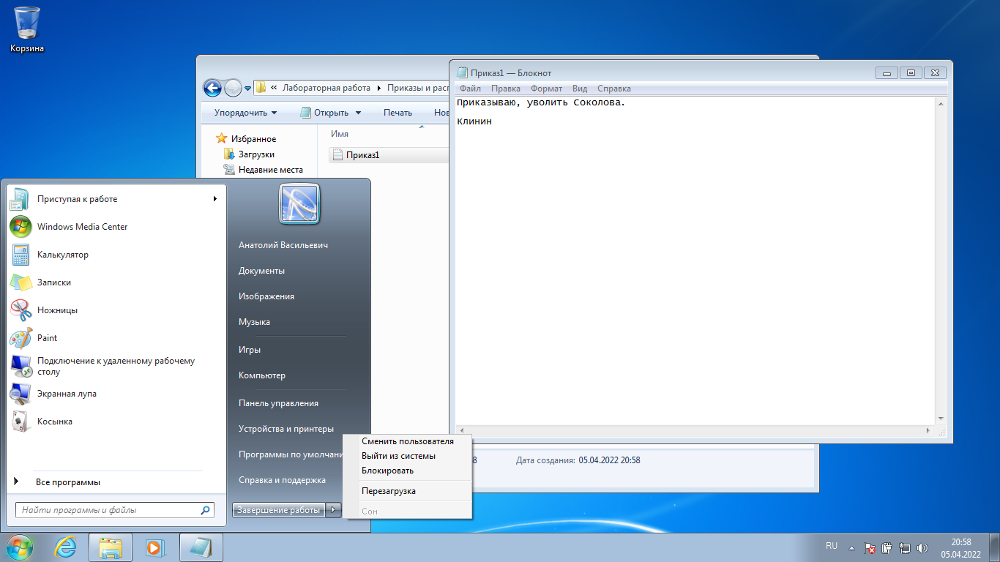 Корзина
Лабораторная работа
Приказы и расп
Упорядочить
Открыть
Печать
Нов
Избранное
Загрузки
Недавние места
Имя
Приказ1
Приказ1 — Блокнот
Файл Правка Формат Вид Справка
Приказываю, уволить Соколова.
Клинин
Приступая к работе
Windows Media Center
Калькулятор
Записки
Ножницы
Paint
Подключение к удаленному рабочему
столу
Экранная лупа
Косынка
Все программы
Найти программы и файлы
Анатолий Васильевич
Документы
Изображения
Музыка
Игры
Компьютер
Панель управления
Устройства и принтеры
Программы по умолчани
Справка и поддержка
Завершение работы
Сменить пользователя
Выйти из системы
Блокировать
Перезагрузка
Сон
8
Дата создания: 05.04.2022 20:58
RU
20:58
05.04.2022